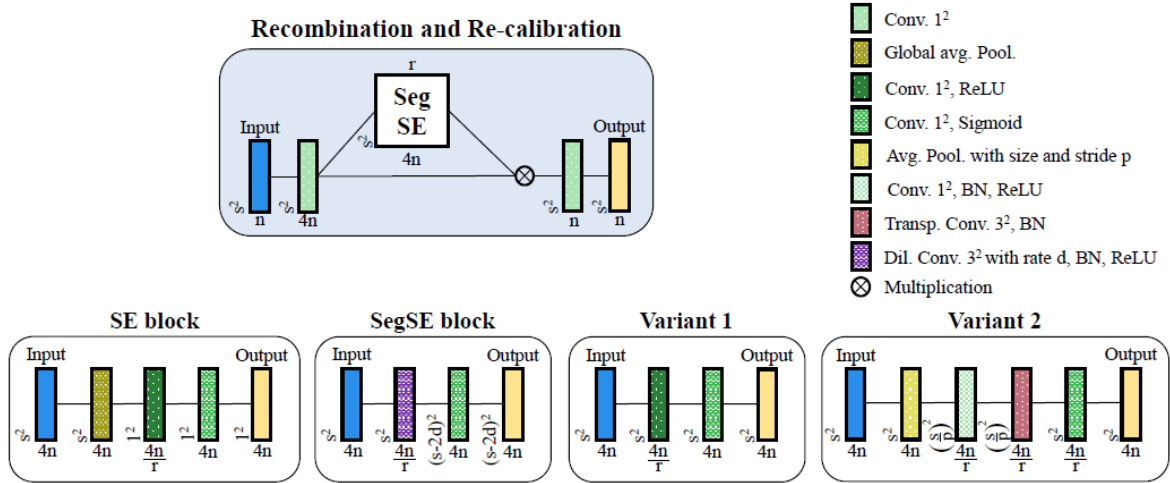 Recombination and Re-calibration
r
Seg
SE
s²
4n
Input
Output
s² s² s² s²
n 4n n n
Conv. 1²
Global avg. Pool.
Conv. 1², ReLU
Conv. 1², Sigmoid
Avg. Pool. with size and stride p
Conv. 1², BN, ReLU
Transp. Conv. 3², BN
Dil. Conv. 3² with rate d, BN, ReLU
Multiplication
SE block
Input Output
s² s² 1² 1² 1²
4n 4n 4n/r 4n 4n
SegSE block
Input Output
s² s² (s-2d)² (s-2d)²
4n 4n/r 4n 4n
Variant 1
Input Output
s² s² s² s²
4n 4n/r 4n 4n
Variant 2
Input Output
s² s² (s/p)² (s/p)² s² s²
4n 4n 4n/r 4n/r 4n/r 4n